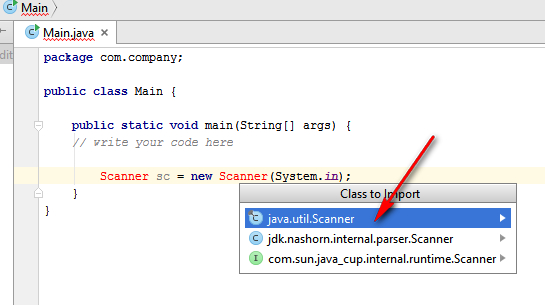 Main
Main.java
dit
package com.company;
public class Main {
public static void main(String[] args) {
// write your code here
Scanner sc = new Scanner(System.in);
}
}
Class to Import
java.util.Scanner
jdk.nashorn.internal.parser.Scanner
com.sun.java_cup.internal.runtime.Scanner